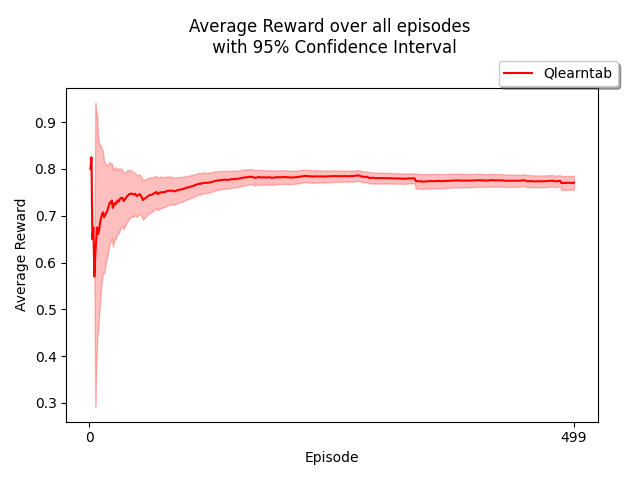 Average Reward over all episodes
with 95% Confidence Interval
Qlearntab
0.9
0.8
0.7
0.6
0.5
0.4
0.3
Average Reward
0
499
Episode